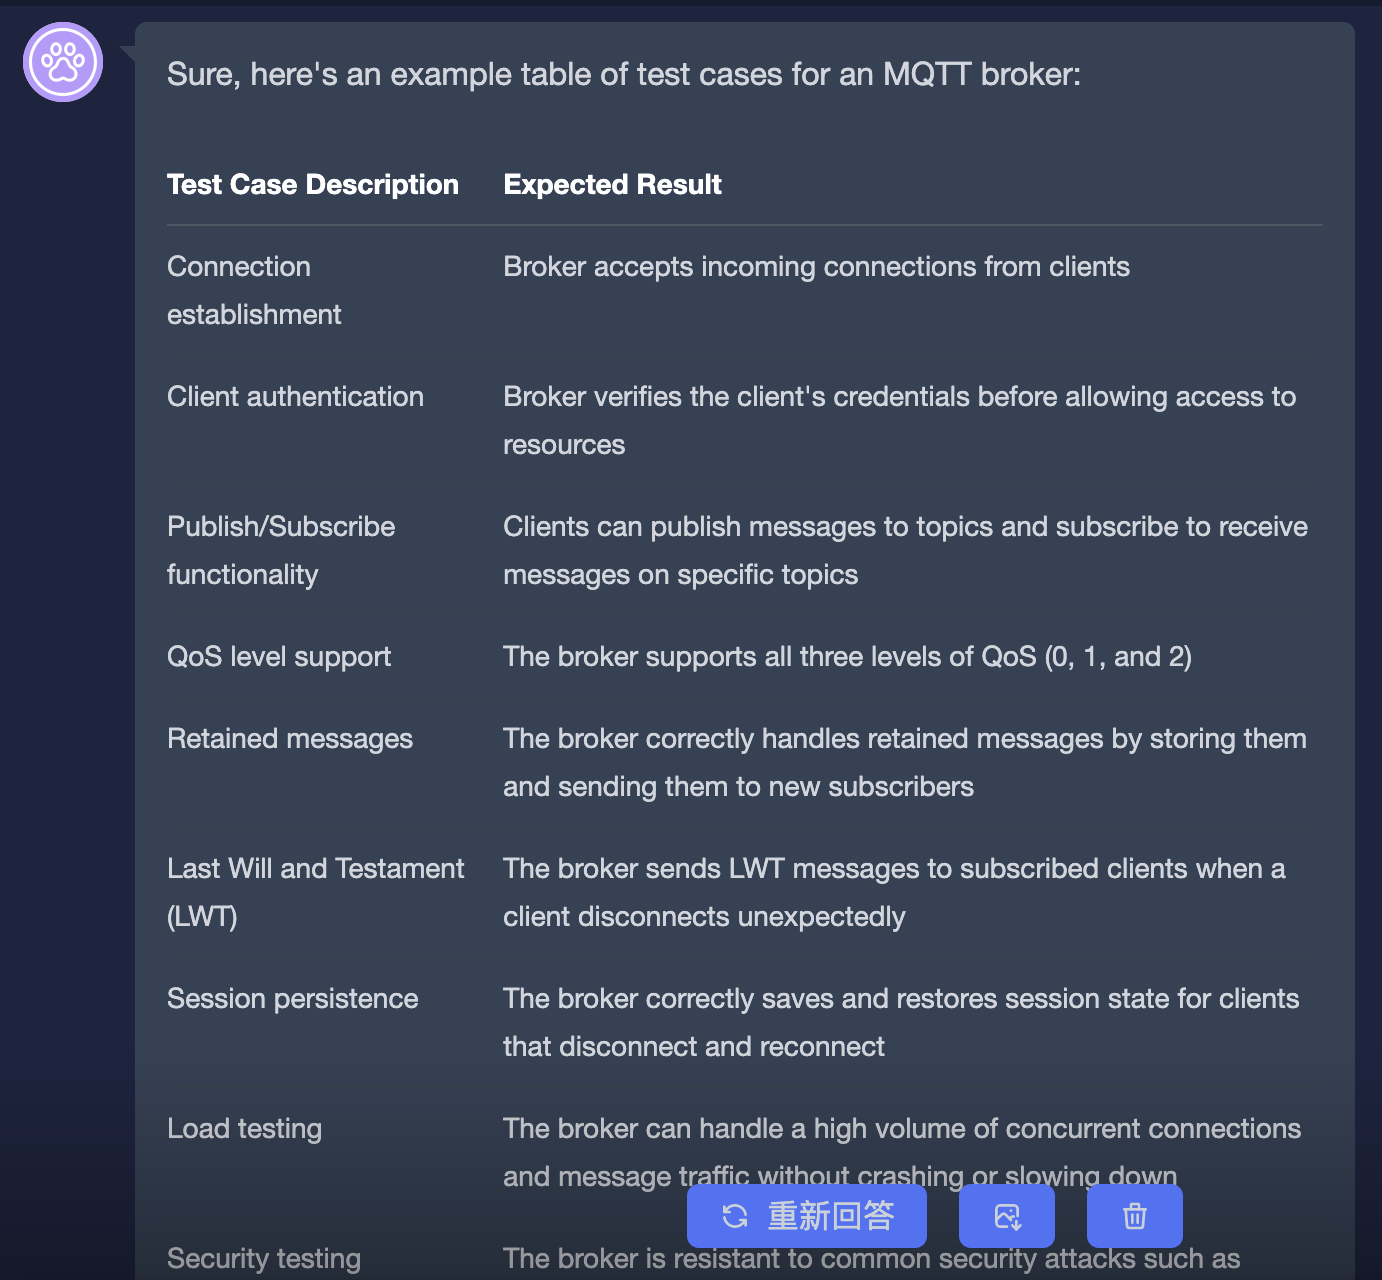 Sure, here's an example table of test cases for an MQTT broker:
Test Case Description Expected Result
Connection establishment
Broker accepts incoming connections from clients
Client authentication
Broker verifies the client's credentials before allowing access to
resources
Publish/Subscribe
functionality
Clients can publish messages to topics and subscribe to receive
messages on specific topics
QoS level support
The broker supports all three levels of QoS (0, 1, and 2)
Retained messages
The broker correctly handles retained messages by storing them
and sending them to new subscribers
Last Will and Testament
(LWT)
The broker sends LWT messages to subscribed clients when a
client disconnects unexpectedly
Session persistence
The broker correctly saves and restores session state for clients
that disconnect and reconnect
Load testing
The broker can handle a high volume of concurrent connections
and message traffic without crashing or slowing down
重新回答
Security testing
The broker is resistant to common security attacks such as